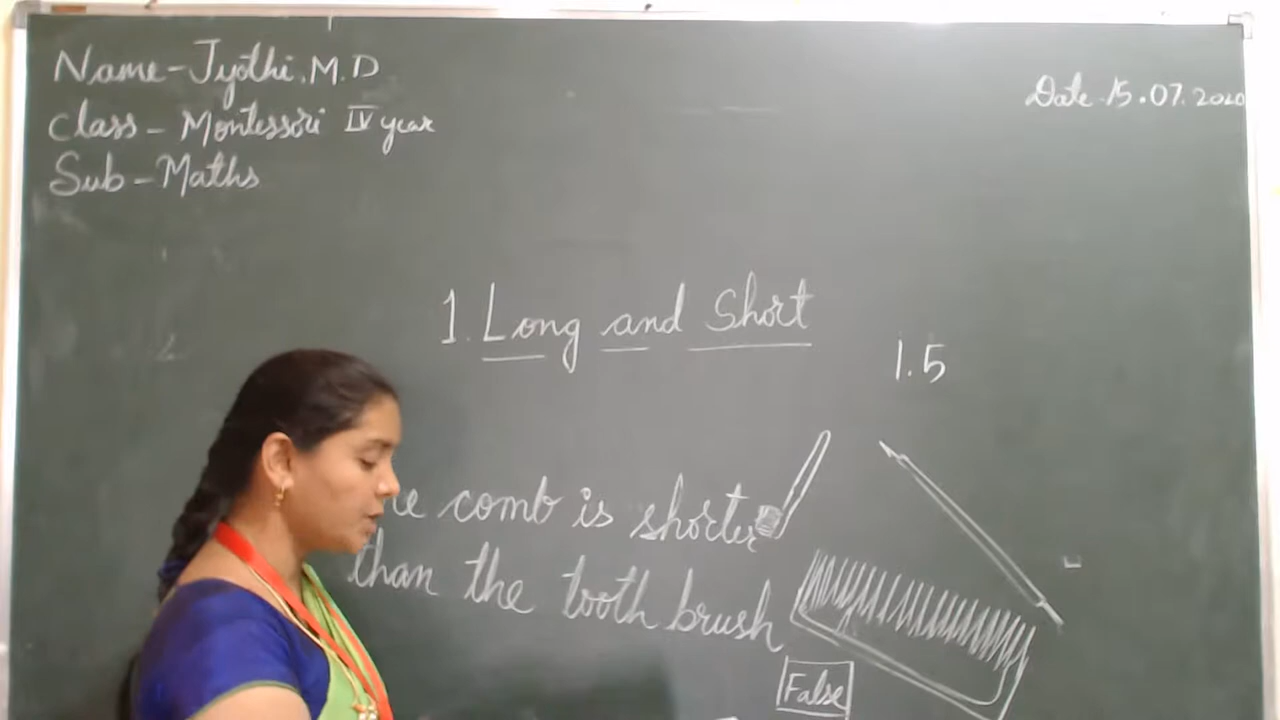 Name-Jyothi.M.D
Class - Montessori IV year
Sub - Maths
Date 15.07.2020
1. Long and Short
1.5
comb is shorter
than the tooth brush
False